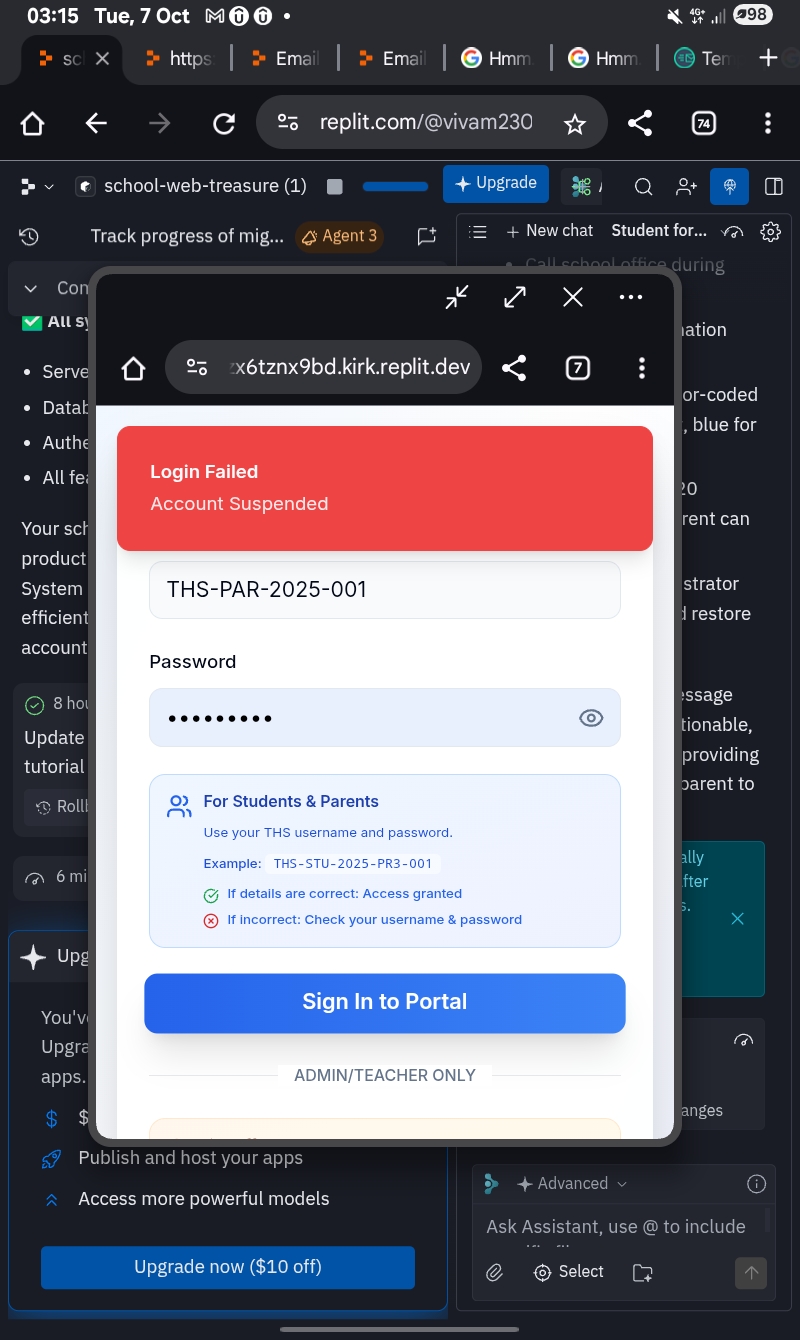 03:15 Tue, 7 Oct
4G+
98
sc
https
Email
Email
Hmm
Hmm
Tem
replit.com/@vivam230
74
school-web-treasure (1)
Upgrade
Track progress of mig...
Agent 3
New chat
Student for...
Con
Call school office during
✅ All sy
nation
• Serve
• Datab
or-coded
, blue for
• Authe
• All fea
20
rent can
Your sch
product
System
efficient
account
strator
d restore
8 hou
Update
tutorial
Rollb
essage
tionable,
providing
parent to
ally
fter
s.
6 mi
Upg
You've
Upgra
apps.
$
anges
zx6tznx9bd.kirk.replit.dev
7
Login Failed
Account Suspended
THS-PAR-2025-001
Password
•••••••••
For Students & Parents
Use your THS username and password.
Example: THS-STU-2025-PR3-001
If details are correct: Access granted
If incorrect: Check your username & password
Sign In to Portal
ADMIN/TEACHER ONLY
Publish and host your apps
Access more powerful models
Upgrade now ($10 off)
Advanced
Ask Assistant, use @ to include
Select